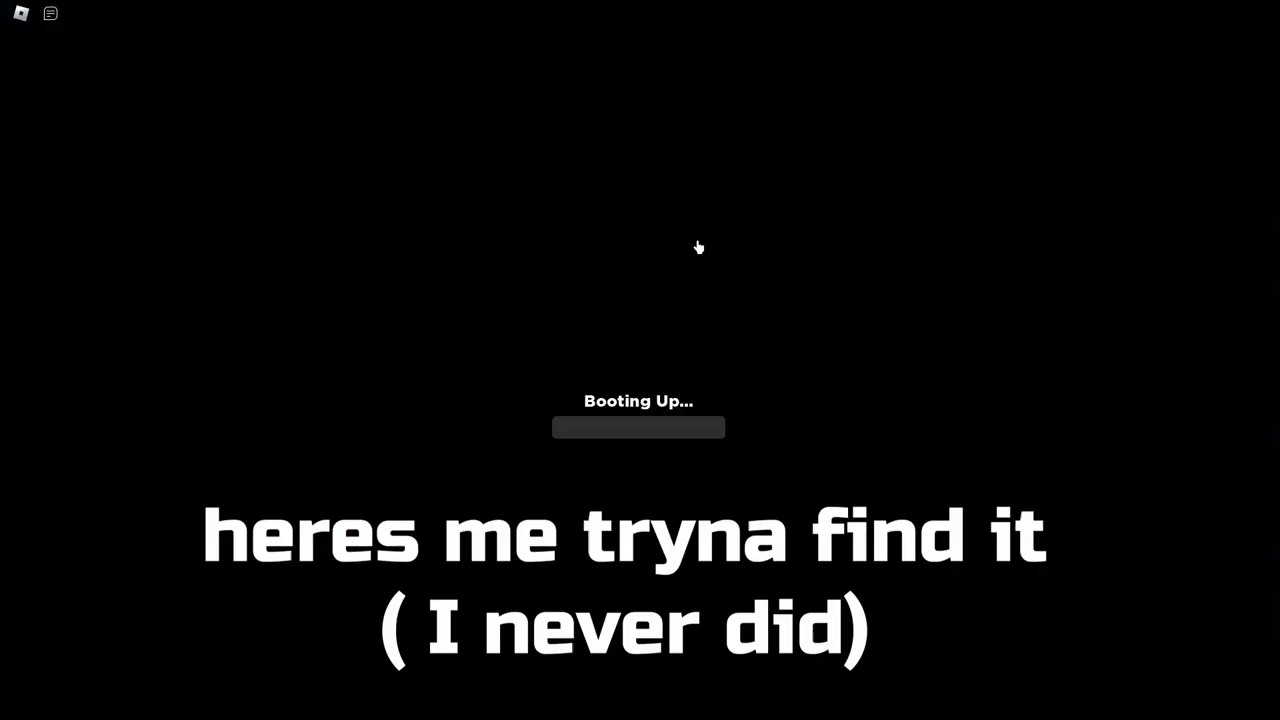 Booting Up...
heres me tryna find it
( I never did)